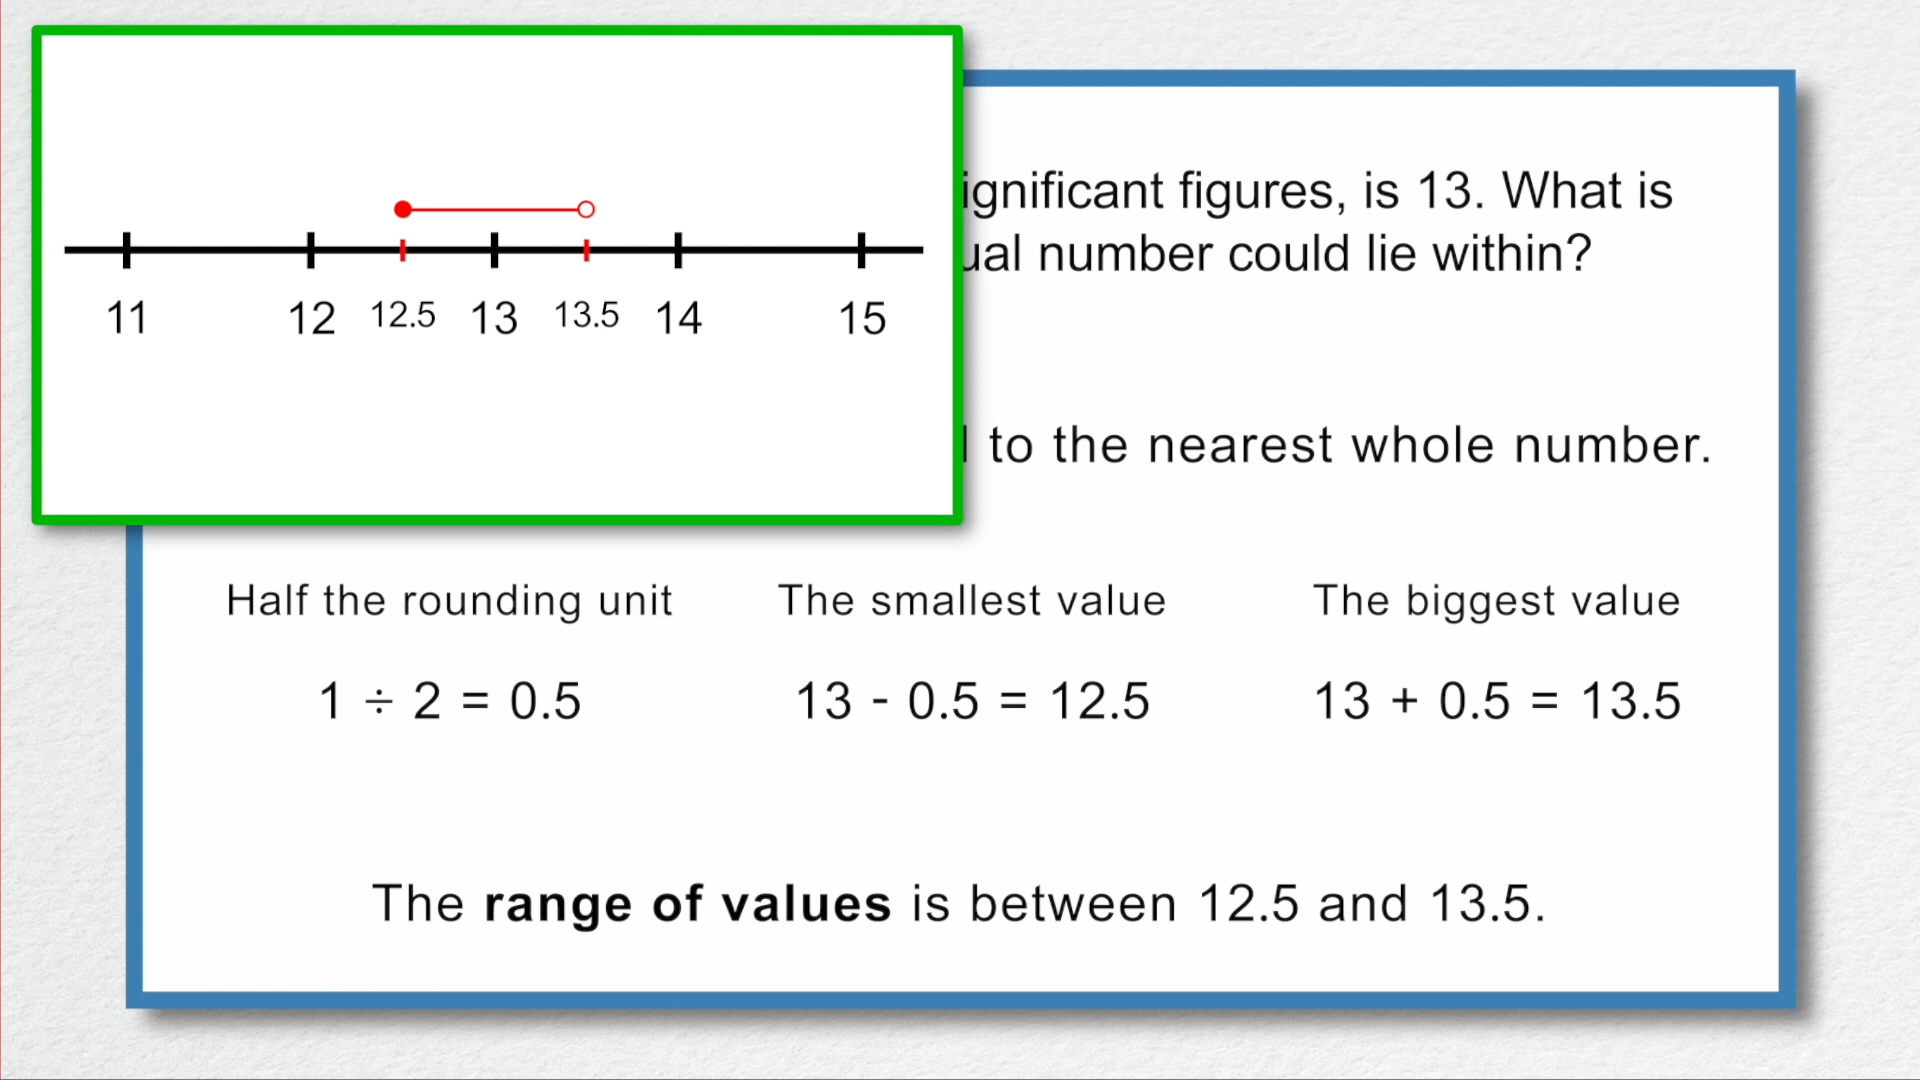 11 12 12.5 13 13.5 14 15
significant figures, is 13. What is
number could lie within?
to the nearest whole number.
Half the rounding unit
1 ÷ 2 = 0.5
The smallest value
13 - 0.5 = 12.5
The biggest value
13 + 0.5 = 13.5
The range of values is between 12.5 and 13.5.